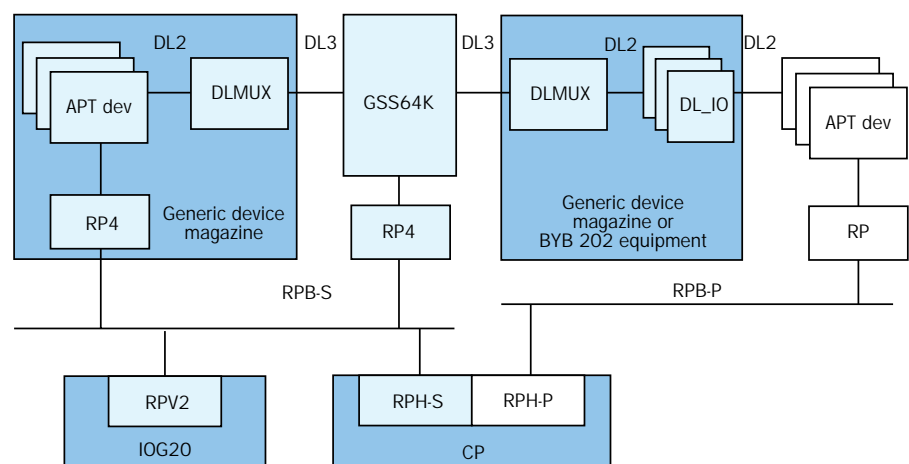 DL2
DL3
DL3
DL2
DL2
APT dev
DLMUX
GSS64K
DLMUX
DL_IO
APT dev
RP4
Generic device
magazine
RP4
Generic device
magazine or
BYB 202 equipment
RP
RPB-S
RPB-P
RPV2
RPH-S
RPH-P
IOG20
CP